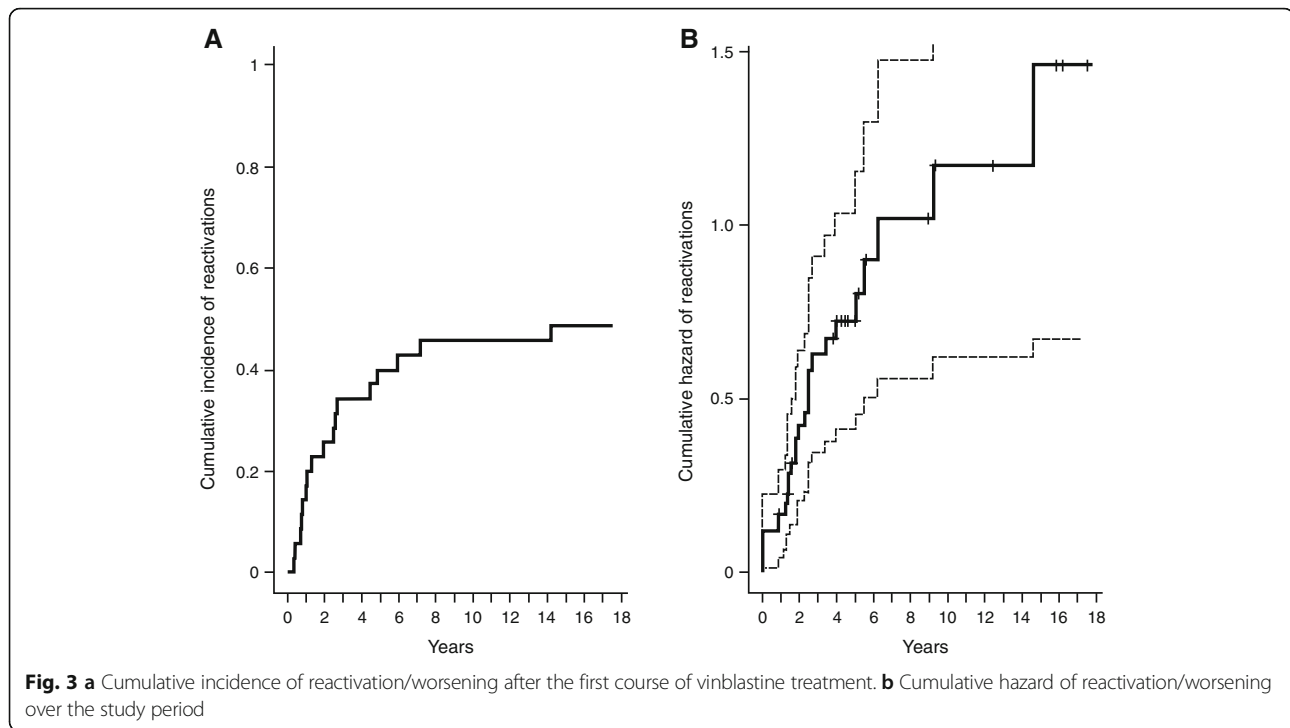 A
Cumulative incidence of reactivations
1
0.8
0.6
0.4
0.2
0
0 2 4 6 8 10 12 14 16 18
Years
B
Cumulative hazard of reactivations
1.5
1.0
0.5
0
0 2 4 6 8 10 12 14 16 18
Years
Fig. 3 a Cumulative incidence of reactivation/worsening after the first course of vinblastine treatment. b Cumulative hazard of reactivation/worsening
over the study period